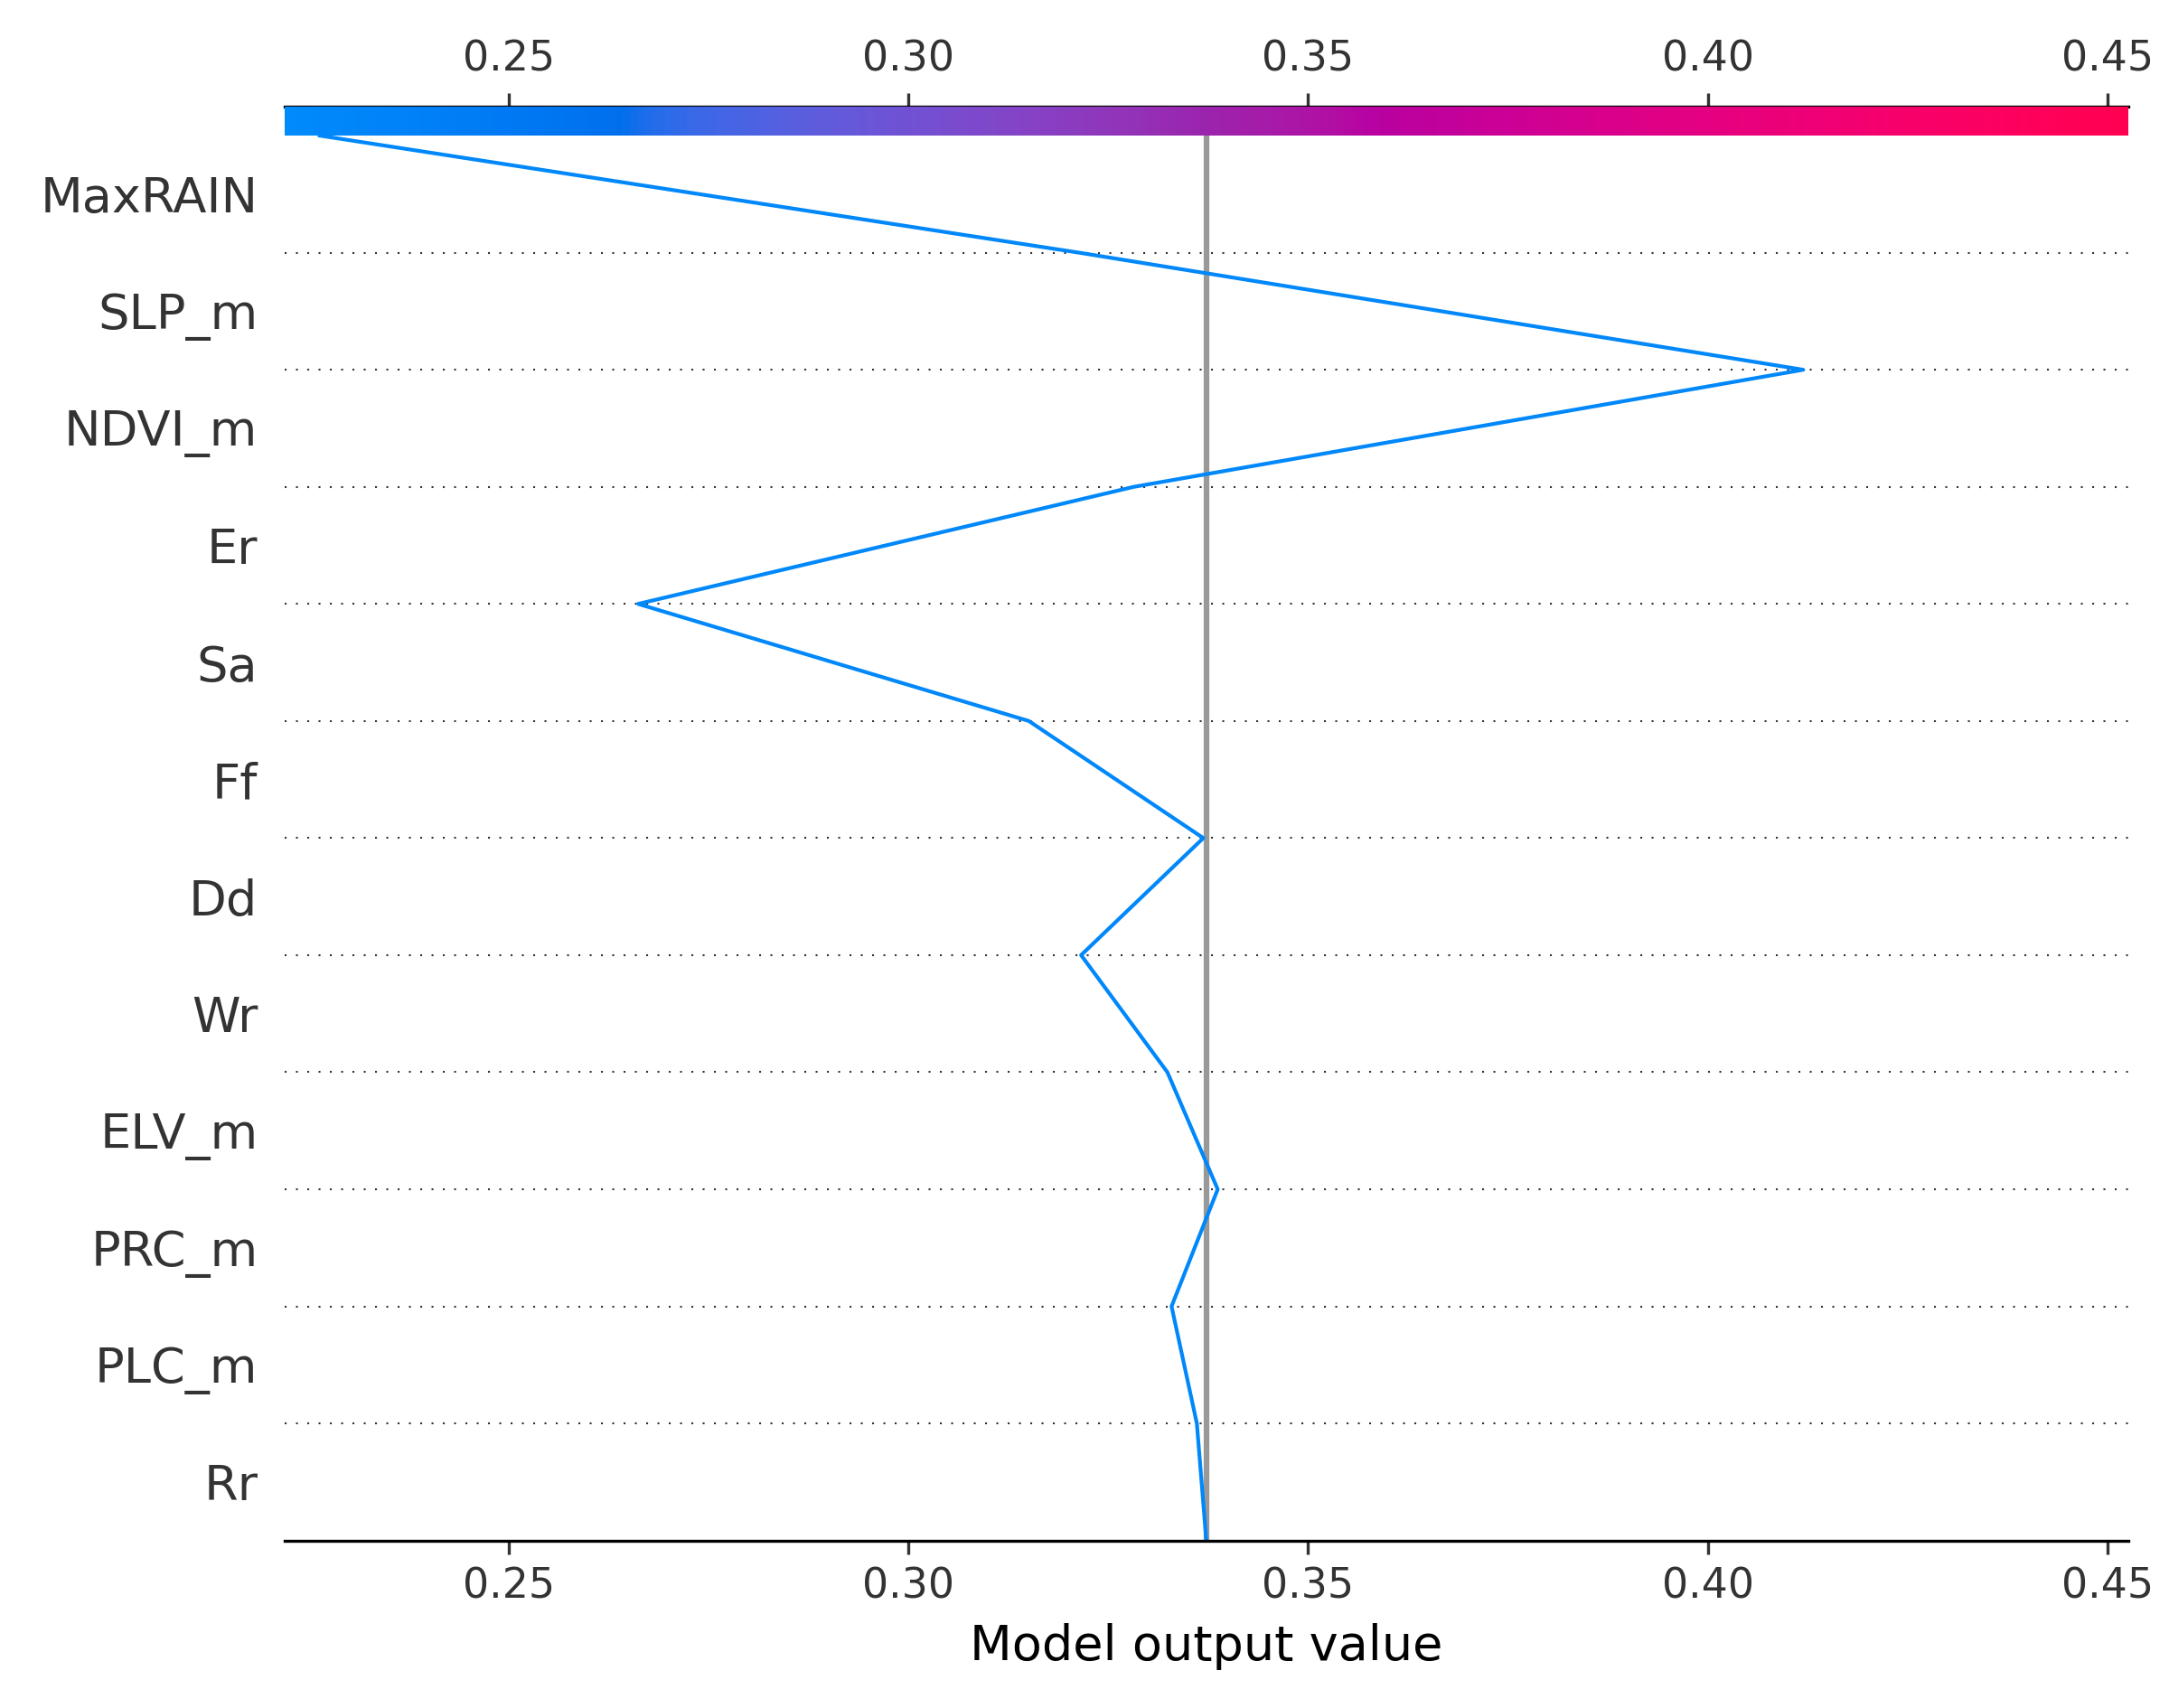 0.25 0.30 0.35 0.40 0.45
MaxRAIN
SLP_m
NDVI_m
Er
Sa
Ff
Dd
Wr
ELV_m
PRC_m
PLC_m
Rr
0.25 0.30 0.35 0.40 0.45
Model output value